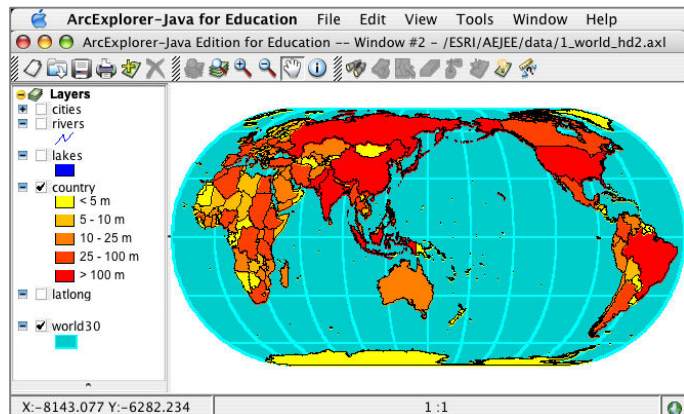 ArcExplorer-Java for Education File Edit View Tools Window Help
ArcExplorer-Java Edition for Education -- Window #2 - /ESRI/AEJEE/data/1_world_hd2.axl
Layers
cities
rivers
lakes
country
< 5 m
5 - 10 m
10 - 25 m
25 - 100 m
> 100 m
latlong
world30
X:-8143.077 Y:-6282.234 1 :1